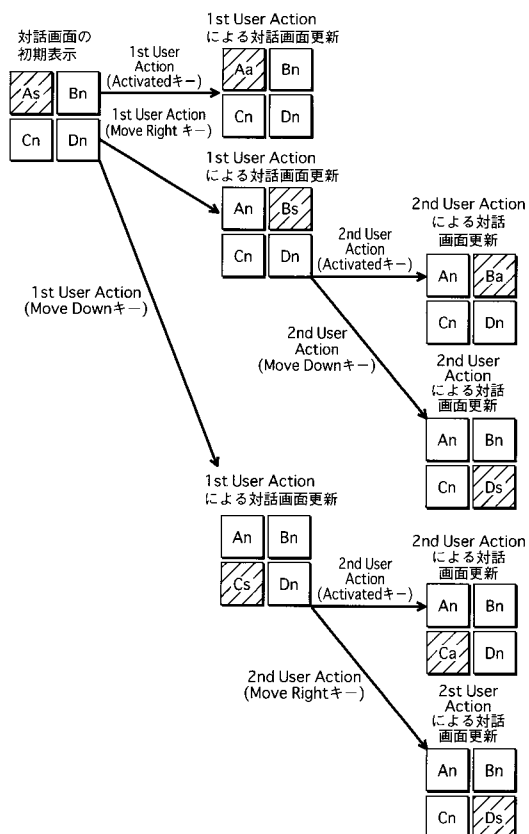 対話画面の
初期表示
As Bn
Cn Dn
1st User
Action
(Activatedキー)
1st User Action
による対話画面更新
Aa Bn
Cn Dn
1st User Action
(Move Rightキー)
1st User Action
による対話画面更新
An Bs
Cn Dn
2nd User
Action
(Activatedキー)
2nd User Action
による対話
画面更新
An Ba
Cn Dn
2nd User
Action
(Move Downキー)
2nd User
Action
による対話
画面更新
An Bn
Cn Ds
1st User Action
(Move Downキー)
1st User Action
による対話画面更新
An Bn
Cs Dn
2nd User
Action
(Activatedキー)
2nd User Action
による対話
画面更新
An Bn
Ca Dn
2nd User Action
(Move Rightキー)
2st User
Action
による対話
画面更新
An Bn
Cn Ds